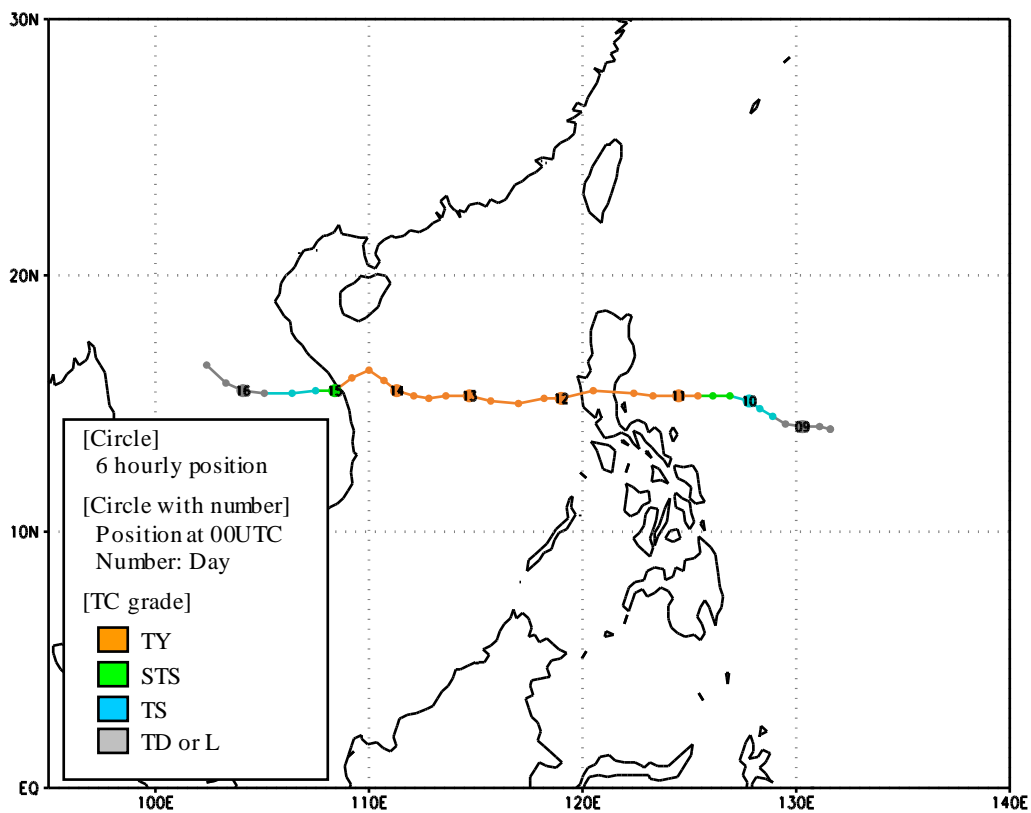 30N
20N
16
15
14
13
12
11
10
09
[Circle]
6 hourly position
[Circle with number]
Position at 00UTC
Number: Day
10N
[TC grade]
TY
STS
TS
TD or L
EQ
100E 110E 120E 130E 140E